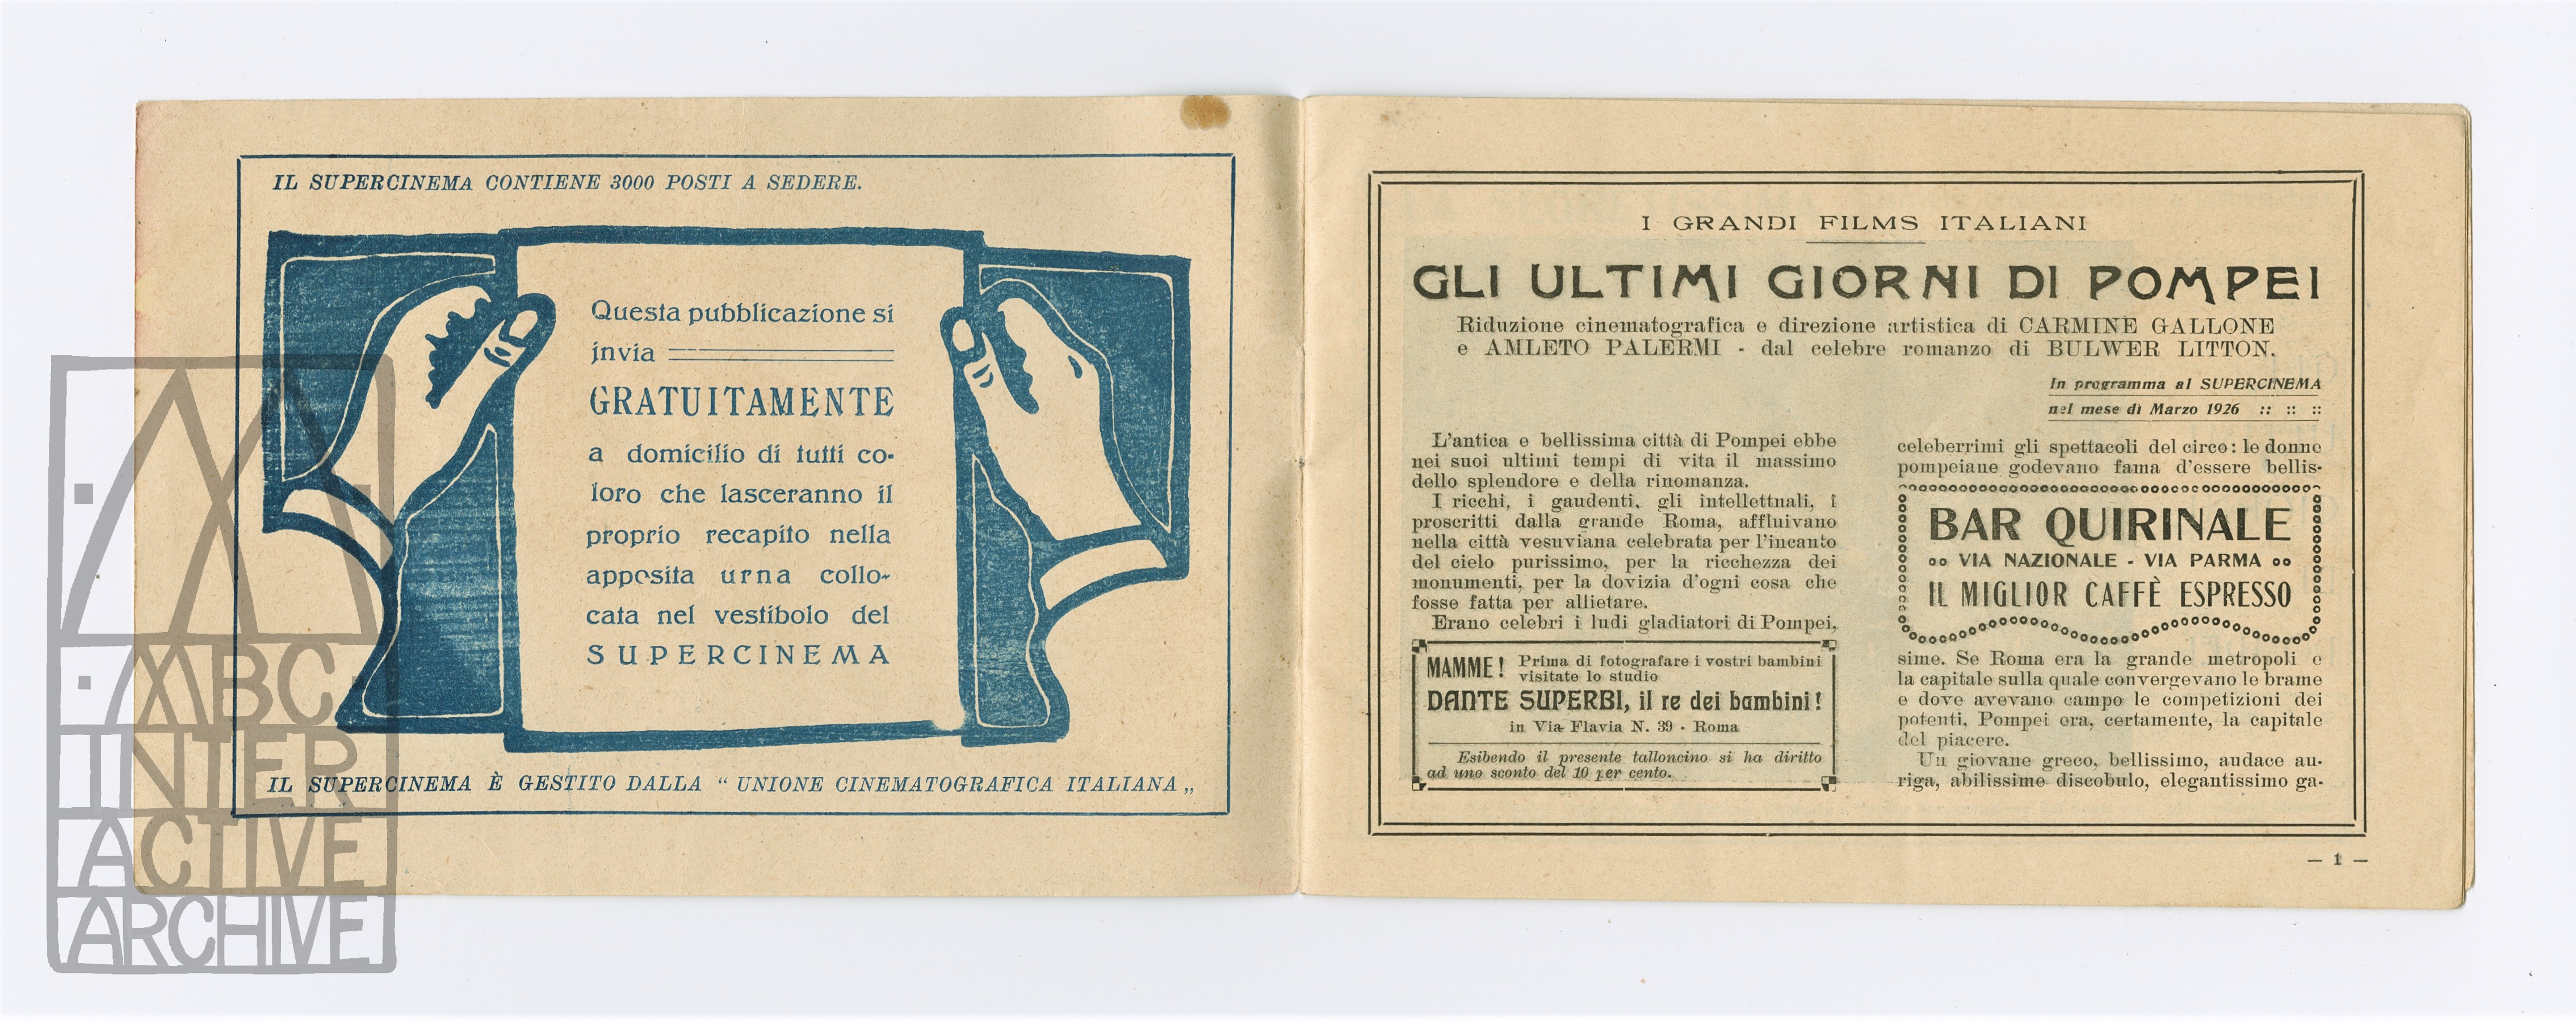 IL SUPERCINEMA CONTIENE 3000 POSTI A SEDERE.
Questa pubblicazione si
invia
GRATUITAMENTE
a domicilio di tutti co-
loro che lasceranno il
proprio recapito nella
apposita urna collo-
cata nel vestibolo del
SUPERCINEMA
IL SUPERCINEMA È GESTITO DALLA “ UNIONE CINEMATOGRAFICA ITALIANA „
ABC
INTER
ACTIVE
ARCHIVE
I GRANDI FILMS ITALIANI
GLI ULTIMI GIORNI DI POMPEI
Riduzione cinematografica e direzione artistica di CARMINE GALLONE
e AMLETO PALERMI - dal celebre romanzo di BULWER LITTON.
In programma al SUPERCINEMA
nel mese di Marzo 1926 :: :: ::
L'antica e bellissima città di Pompei ebbe
nei suoi ultimi tempi di vita il massimo
dello splendore e della rinomanza.
I ricchi, i gaudenti, gli intellettuali, i
proscritti dalla grande Roma, affluivano
nella città vesuviana celebrata per l'incanto
del cielo purissimo, per la ricchezza dei
monumenti, per la dovizia d'ogni cosa che
fosse fatta per allietare.
Erano celebri i ludi gladiatori di Pompei,
MAMME! Prima di fotografare i vostri bambini
visitate lo studio
DANTE SUPERBI, il re dei bambini!
in Via Flavia N. 39 - Roma
Esibendo il presente talloncino si ha diritto
ad uno sconto del 10 per cento.
celeberrimi gli spettacoli del circo: le donne
pompeiane godevano fama d'essere bellis-
BAR QUIRINALE
VIA NAZIONALE - VIA PARMA
IL MIGLIOR CAFFÈ ESPRESSO
sime. Se Roma era la grande metropoli e
la capitale sulla quale convergevano le brame
e dove avevano campo le competizioni dei
potenti, Pompei era, certamente, la capitale
del piacere.
Un giovane greco, bellissimo, audace au-
riga, abilissime discobulo, elegantissimo ga-
— 1 —